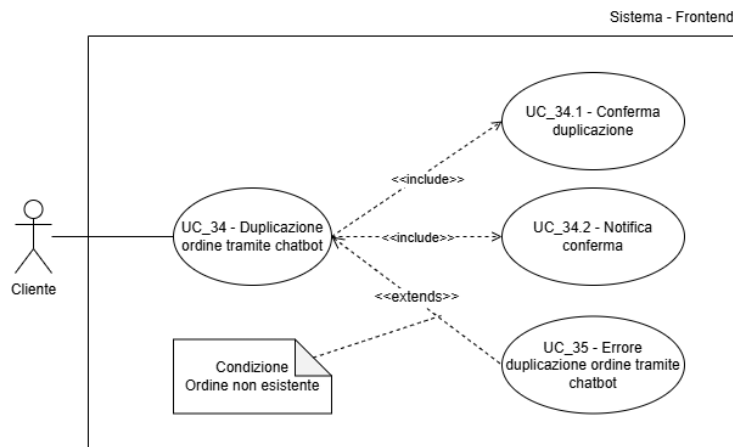 Sistema - Frontend
UC_34.1 - Conferma
duplicazione
<<include>>
UC_34 - Duplicazione
ordine tramite chatbot
<<include>>
UC_34.2 - Notifica
conferma
Cliente
<<extends>>
Condizione
Ordine non esistente
UC_35 - Errore
duplicazione ordine tramite
chatbot